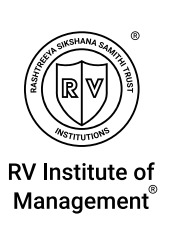 ®
RASHTREEYA SIKSHANA SAMITHI TRUST
RV
INSTITUTIONS
RV Institute of
Management®